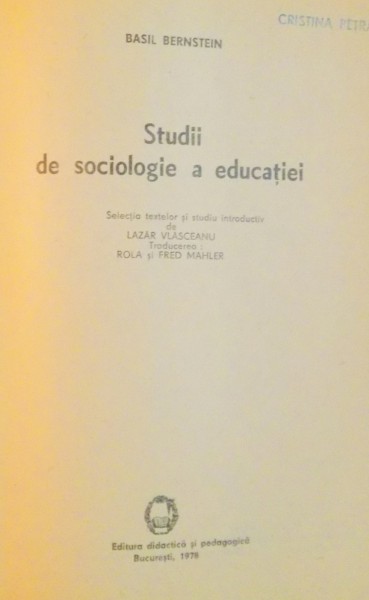 CRISTINA
BASIL BERNSTEIN
Studii
de sociologie a educației
Selecția textelor și studiu introductiv
de
LAZĂR VLĂSCEANU
Traducerea :
ROLA și FRED MAHLER
Editura didactică și pedagogică
București, 1978